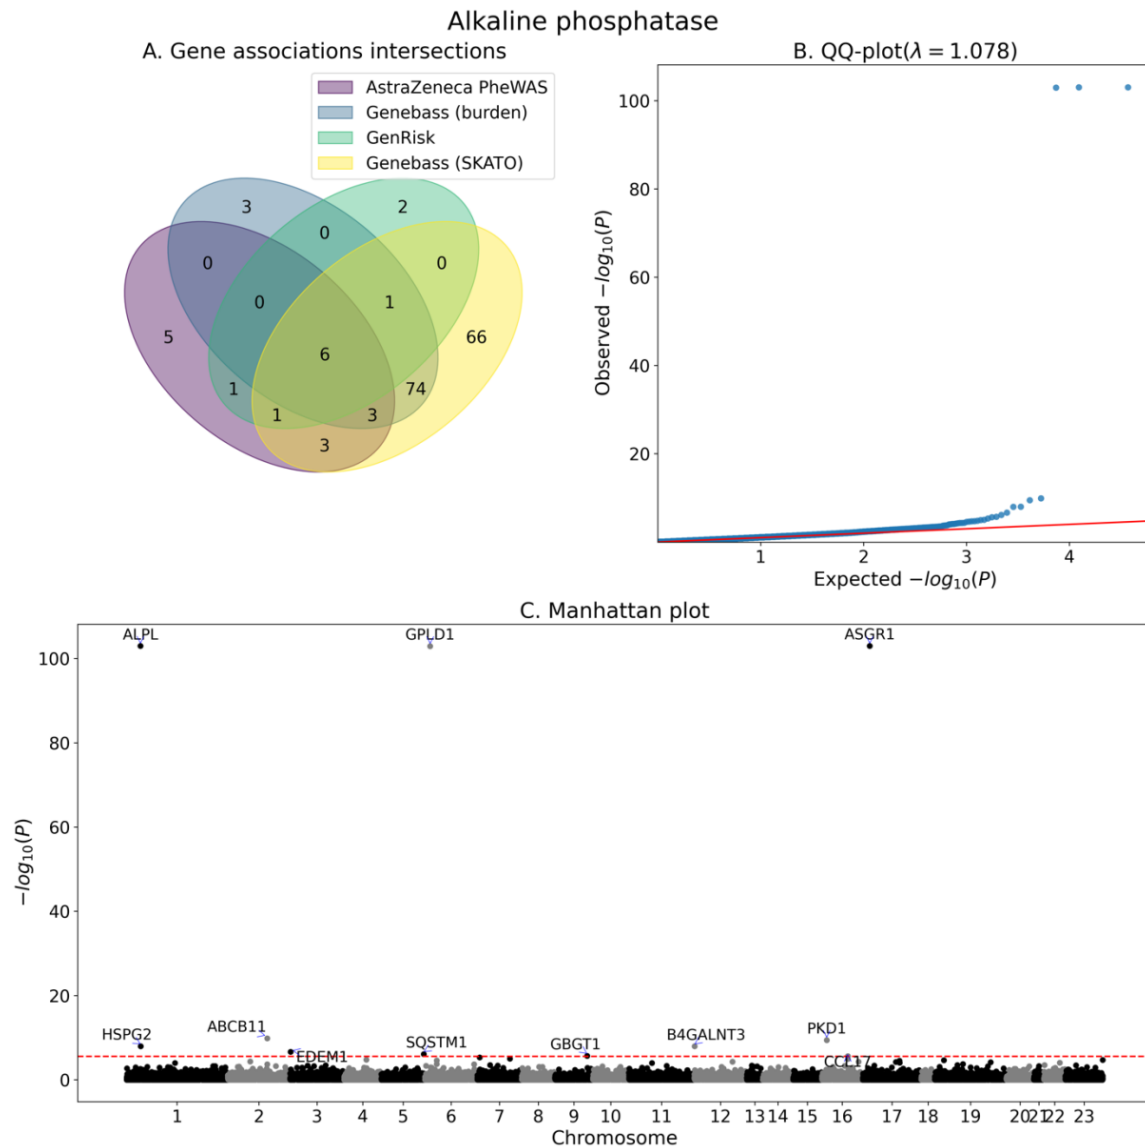 Alkaline phosphatase
A. Gene associations intersections
AstraZeneca PheWAS
Genebass (burden)
GenRisk
Genebass (SKATO)
3
2
0
0
0
0
1
5
66
6
1
74
1
3
3
B. QQ-plot(λ = 1.078)
Observed −log₁₀(P)
100
80
60
40
20
1 2 3 4
Expected −log₁₀(P)
C. Manhattan plot
−log₁₀(P)
100
80
60
40
20
0
ALPL
GPLD1
ASGR1
HSPG2
ABCB11
EDEM1
SQSTM1
GBGT1
B4GALNT3
PKD1
CCL17
1 2 3 4 5 6 7 8 9 10 11 12 13 14 15 16 17 18 19 20 21 22 23
Chromosome